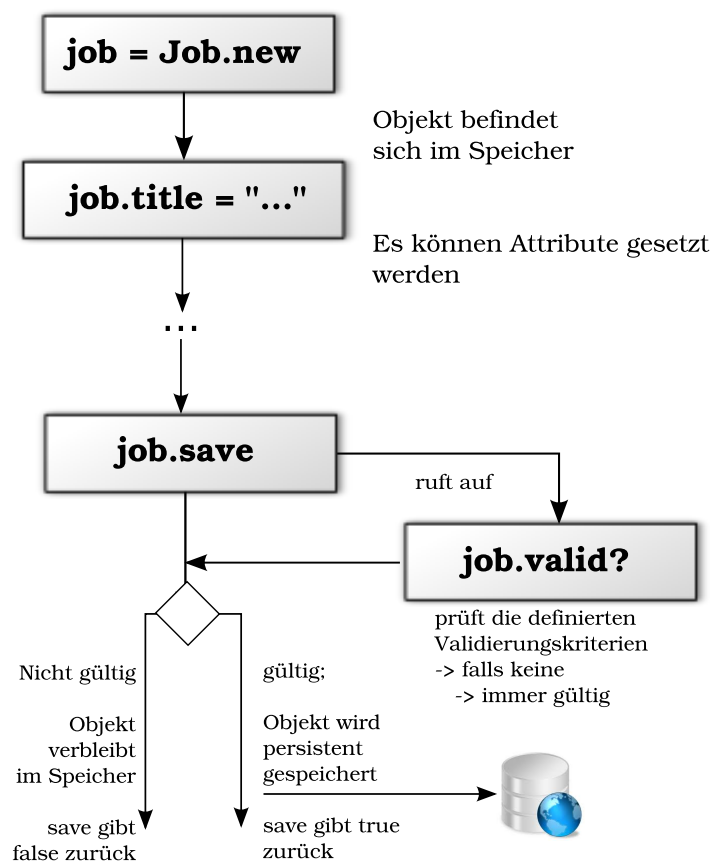 job = Job.new
Objekt befindet
sich im Speicher
job.title = "..."
Es können Attribute gesetzt
werden
...
job.save
ruft auf
job.valid?
prüft die definierten
Validierungskriterien
-> falls keine
-> immer gültig
Nicht gültig
Objekt
verbleibt
im Speicher
save gibt
false zurück
gültig;
Objekt wird
persistent
gespeichert
save gibt true
zurück